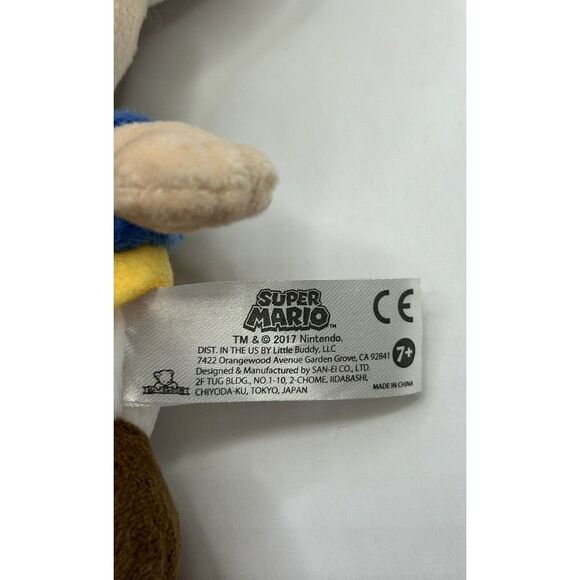 SUPER
MARIO™
CE
TM & © 2017 Nintendo.
DIST. IN THE US BY Little Buddy, LLC
7422 Orangewood Avenue Garden Grove, CA 92841
7+
Designed & Manufactured by SAN-EI CO., LTD.
2F TUG BLDG., NO.1-10, 2-CHOME, IIDABASHI,
CHIYODA-KU, TOKYO, JAPAN
MADE IN CHINA